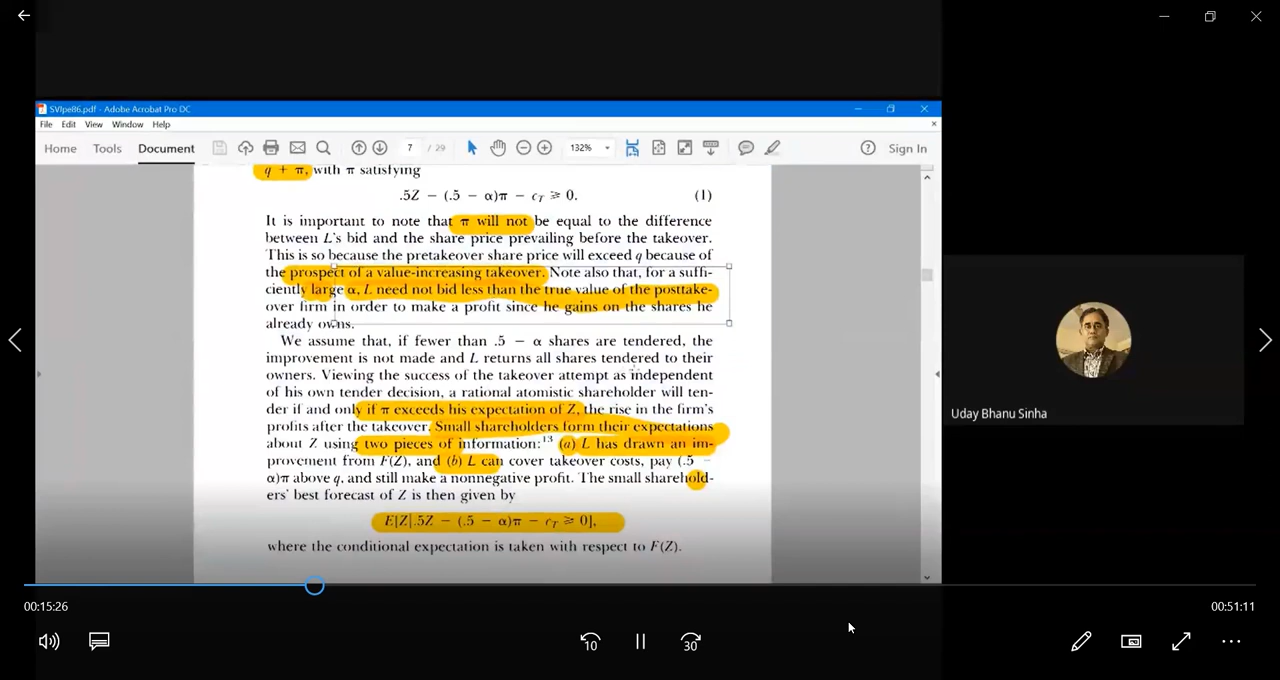 SVIpe86.pdf - Adobe Acrobat Pro DC
File Edit View Window Help
Home Tools Document 7 / 29 132% Sign In
q + π, with π satisfying
.5Z − (.5 − α)π − c_T ≥ 0. (1)
It is important to note that π will not be equal to the difference
between L's bid and the share price prevailing before the takeover.
This is so because the pretakeover share price will exceed q because of
the prospect of a value-increasing takeover. Note also that, for a suffi-
ciently large α, L need not bid less than the true value of the posttake-
over firm in order to make a profit since he gains on the shares he
already owns.
We assume that, if fewer than .5 − α shares are tendered, the
improvement is not made and L returns all shares tendered to their
owners. Viewing the success of the takeover attempt as independent
of his own tender decision, a rational atomistic shareholder will ten-
der if and only if π exceeds his expectation of Z, the rise in the firm's
profits after the takeover. Small shareholders form their expectations
about Z using two pieces of information:¹³ (a) L has drawn an im-
provement from F(Z), and (b) L can cover takeover costs, pay (.5 −
α)π above q, and still make a nonnegative profit. The small sharehold-
ers' best forecast of Z is then given by
E[Z|.5Z − (.5 − α)π − c_T ≥ 0],
where the conditional expectation is taken with respect to F(Z).
Uday Bhanu Sinha
00:15:26
00:51:11
10
30